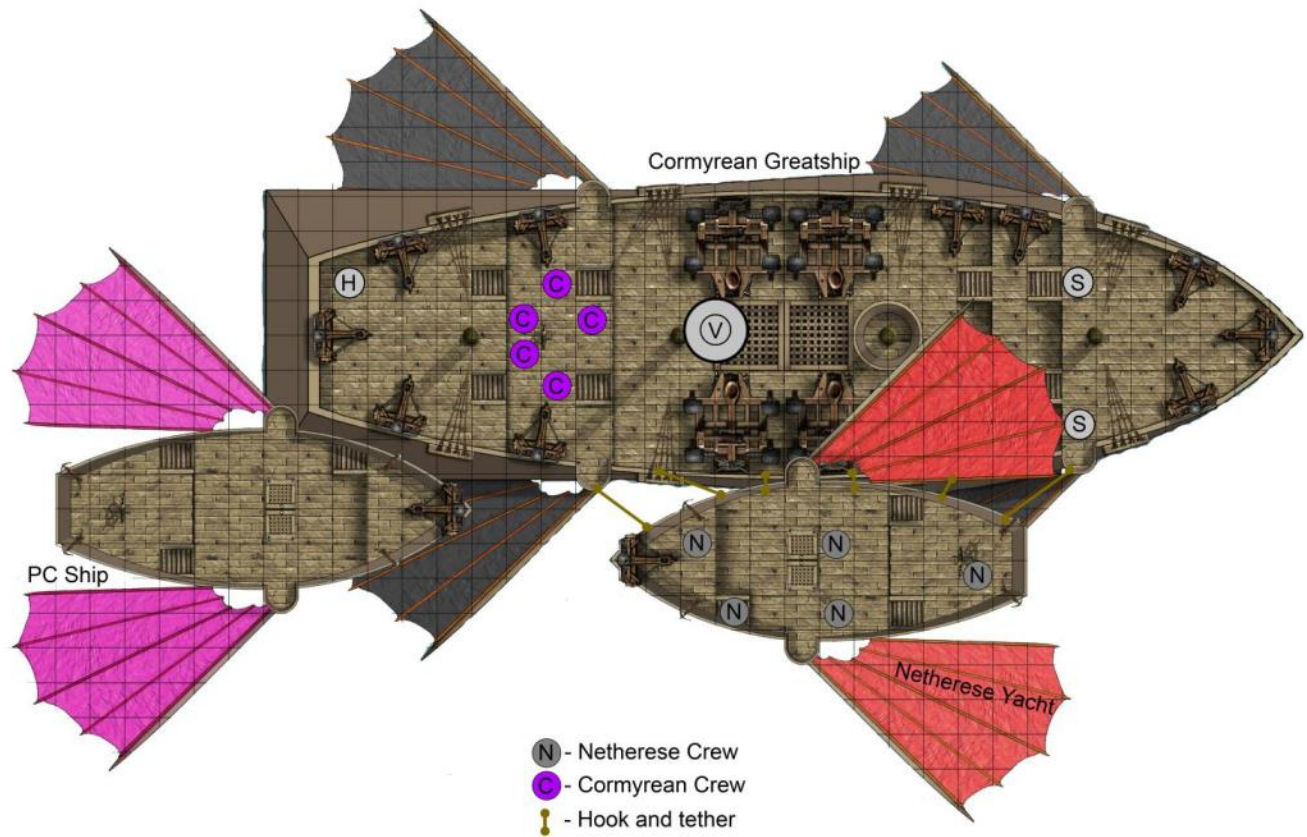 Cormyrean Greatship
H
C
C
C
C
C
V
S
S
PC Ship
N
N
N
N
N
Netherese Yacht
N - Netherese Crew
C - Cormyrean Crew
- Hook and tether